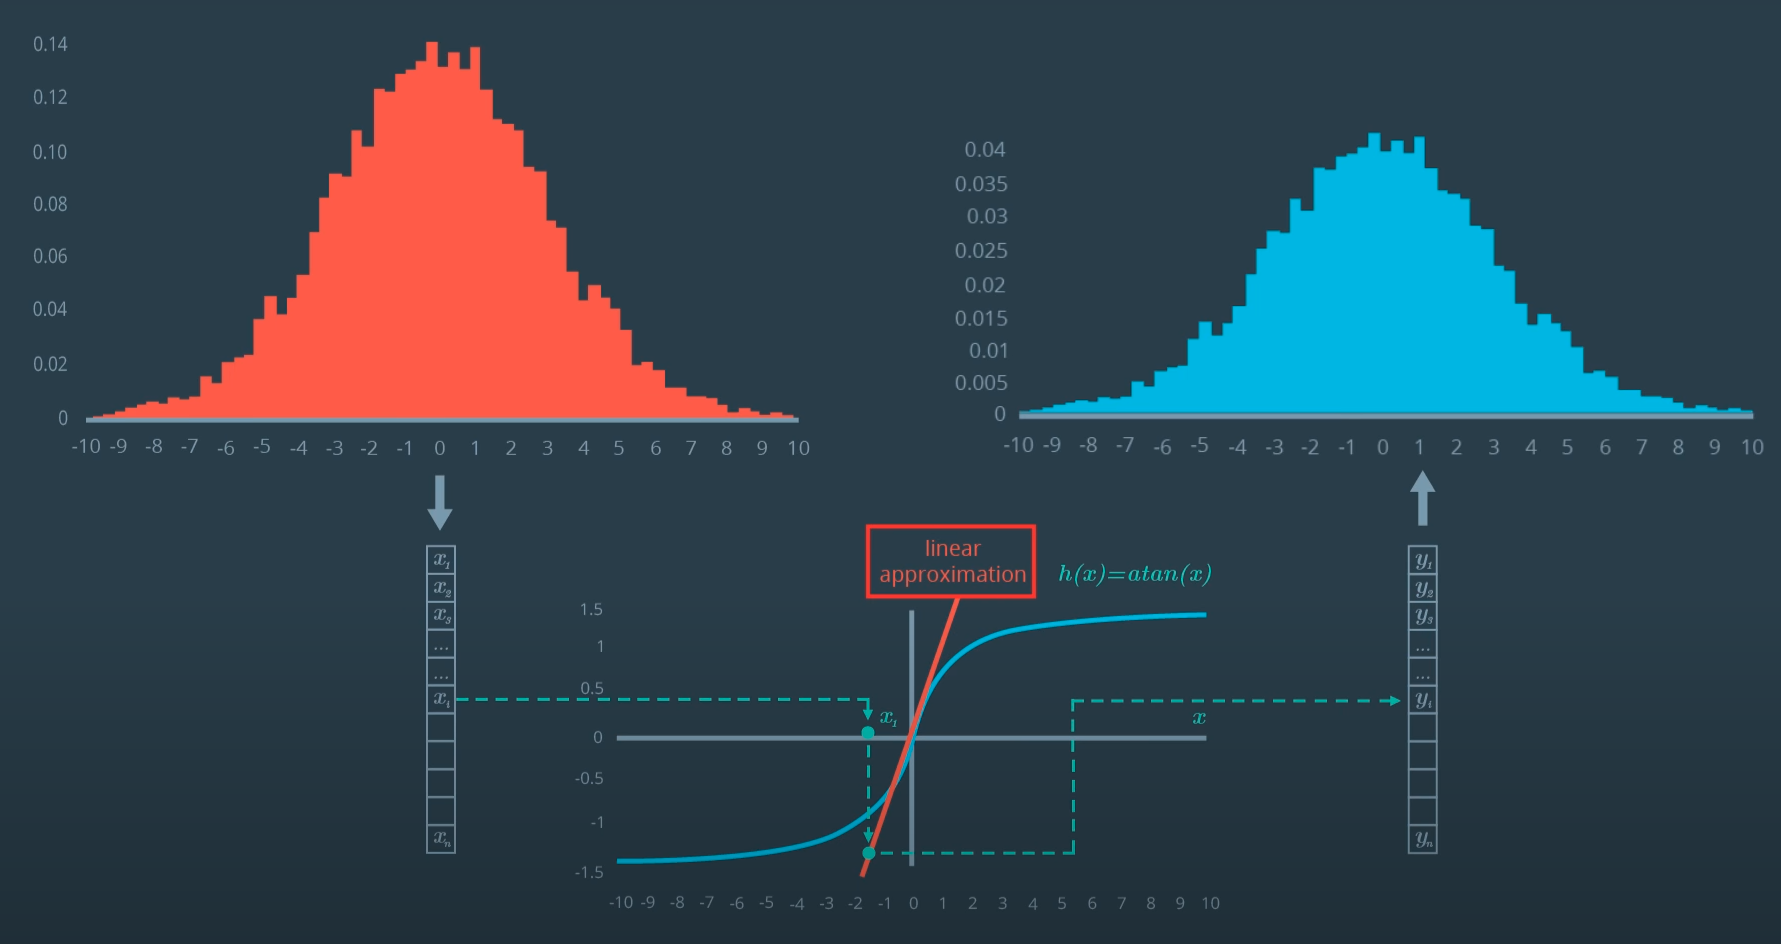 0.14
0.12
0.10
0.08
0.06
0.04
0.02
0
-10 -9 -8 -7 -6 -5 -4 -3 -2 -1 0 1 2 3 4 5 6 7 8 9 10
0.04
0.035
0.03
0.025
0.02
0.015
0.01
0.005
0
-10 -9 -8 -7 -6 -5 -4 -3 -2 -1 0 1 2 3 4 5 6 7 8 9 10
x₁
x₂
x₃
...
...
xᵢ
xₙ
linear
approximation
h(x)=atan(x)
1.5
1
0.5
0
-0.5
-1
-1.5
x₁
x
-10 -9 -8 -7 -6 -5 -4 -3 -2 -1 0 1 2 3 4 5 6 7 8 9 10
y₁
y₂
y₃
...
...
yᵢ
yₙ